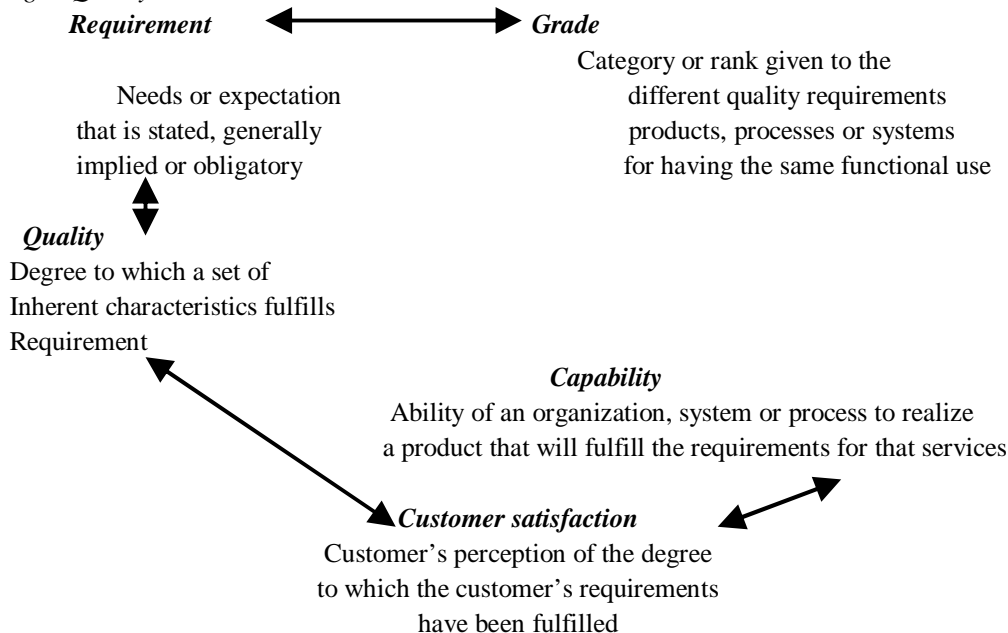 Requirement
Grade
Category or rank given to the
different quality requirements
products, processes or systems
for having the same functional use
Needs or expectation
that is stated, generally
implied or obligatory
Quality
Degree to which a set of
Inherent characteristics fulfills
Requirement
Capability
Ability of an organization, system or process to realize
a product that will fulfill the requirements for that services
Customer satisfaction
Customer’s perception of the degree
to which the customer’s requirements
have been fulfilled